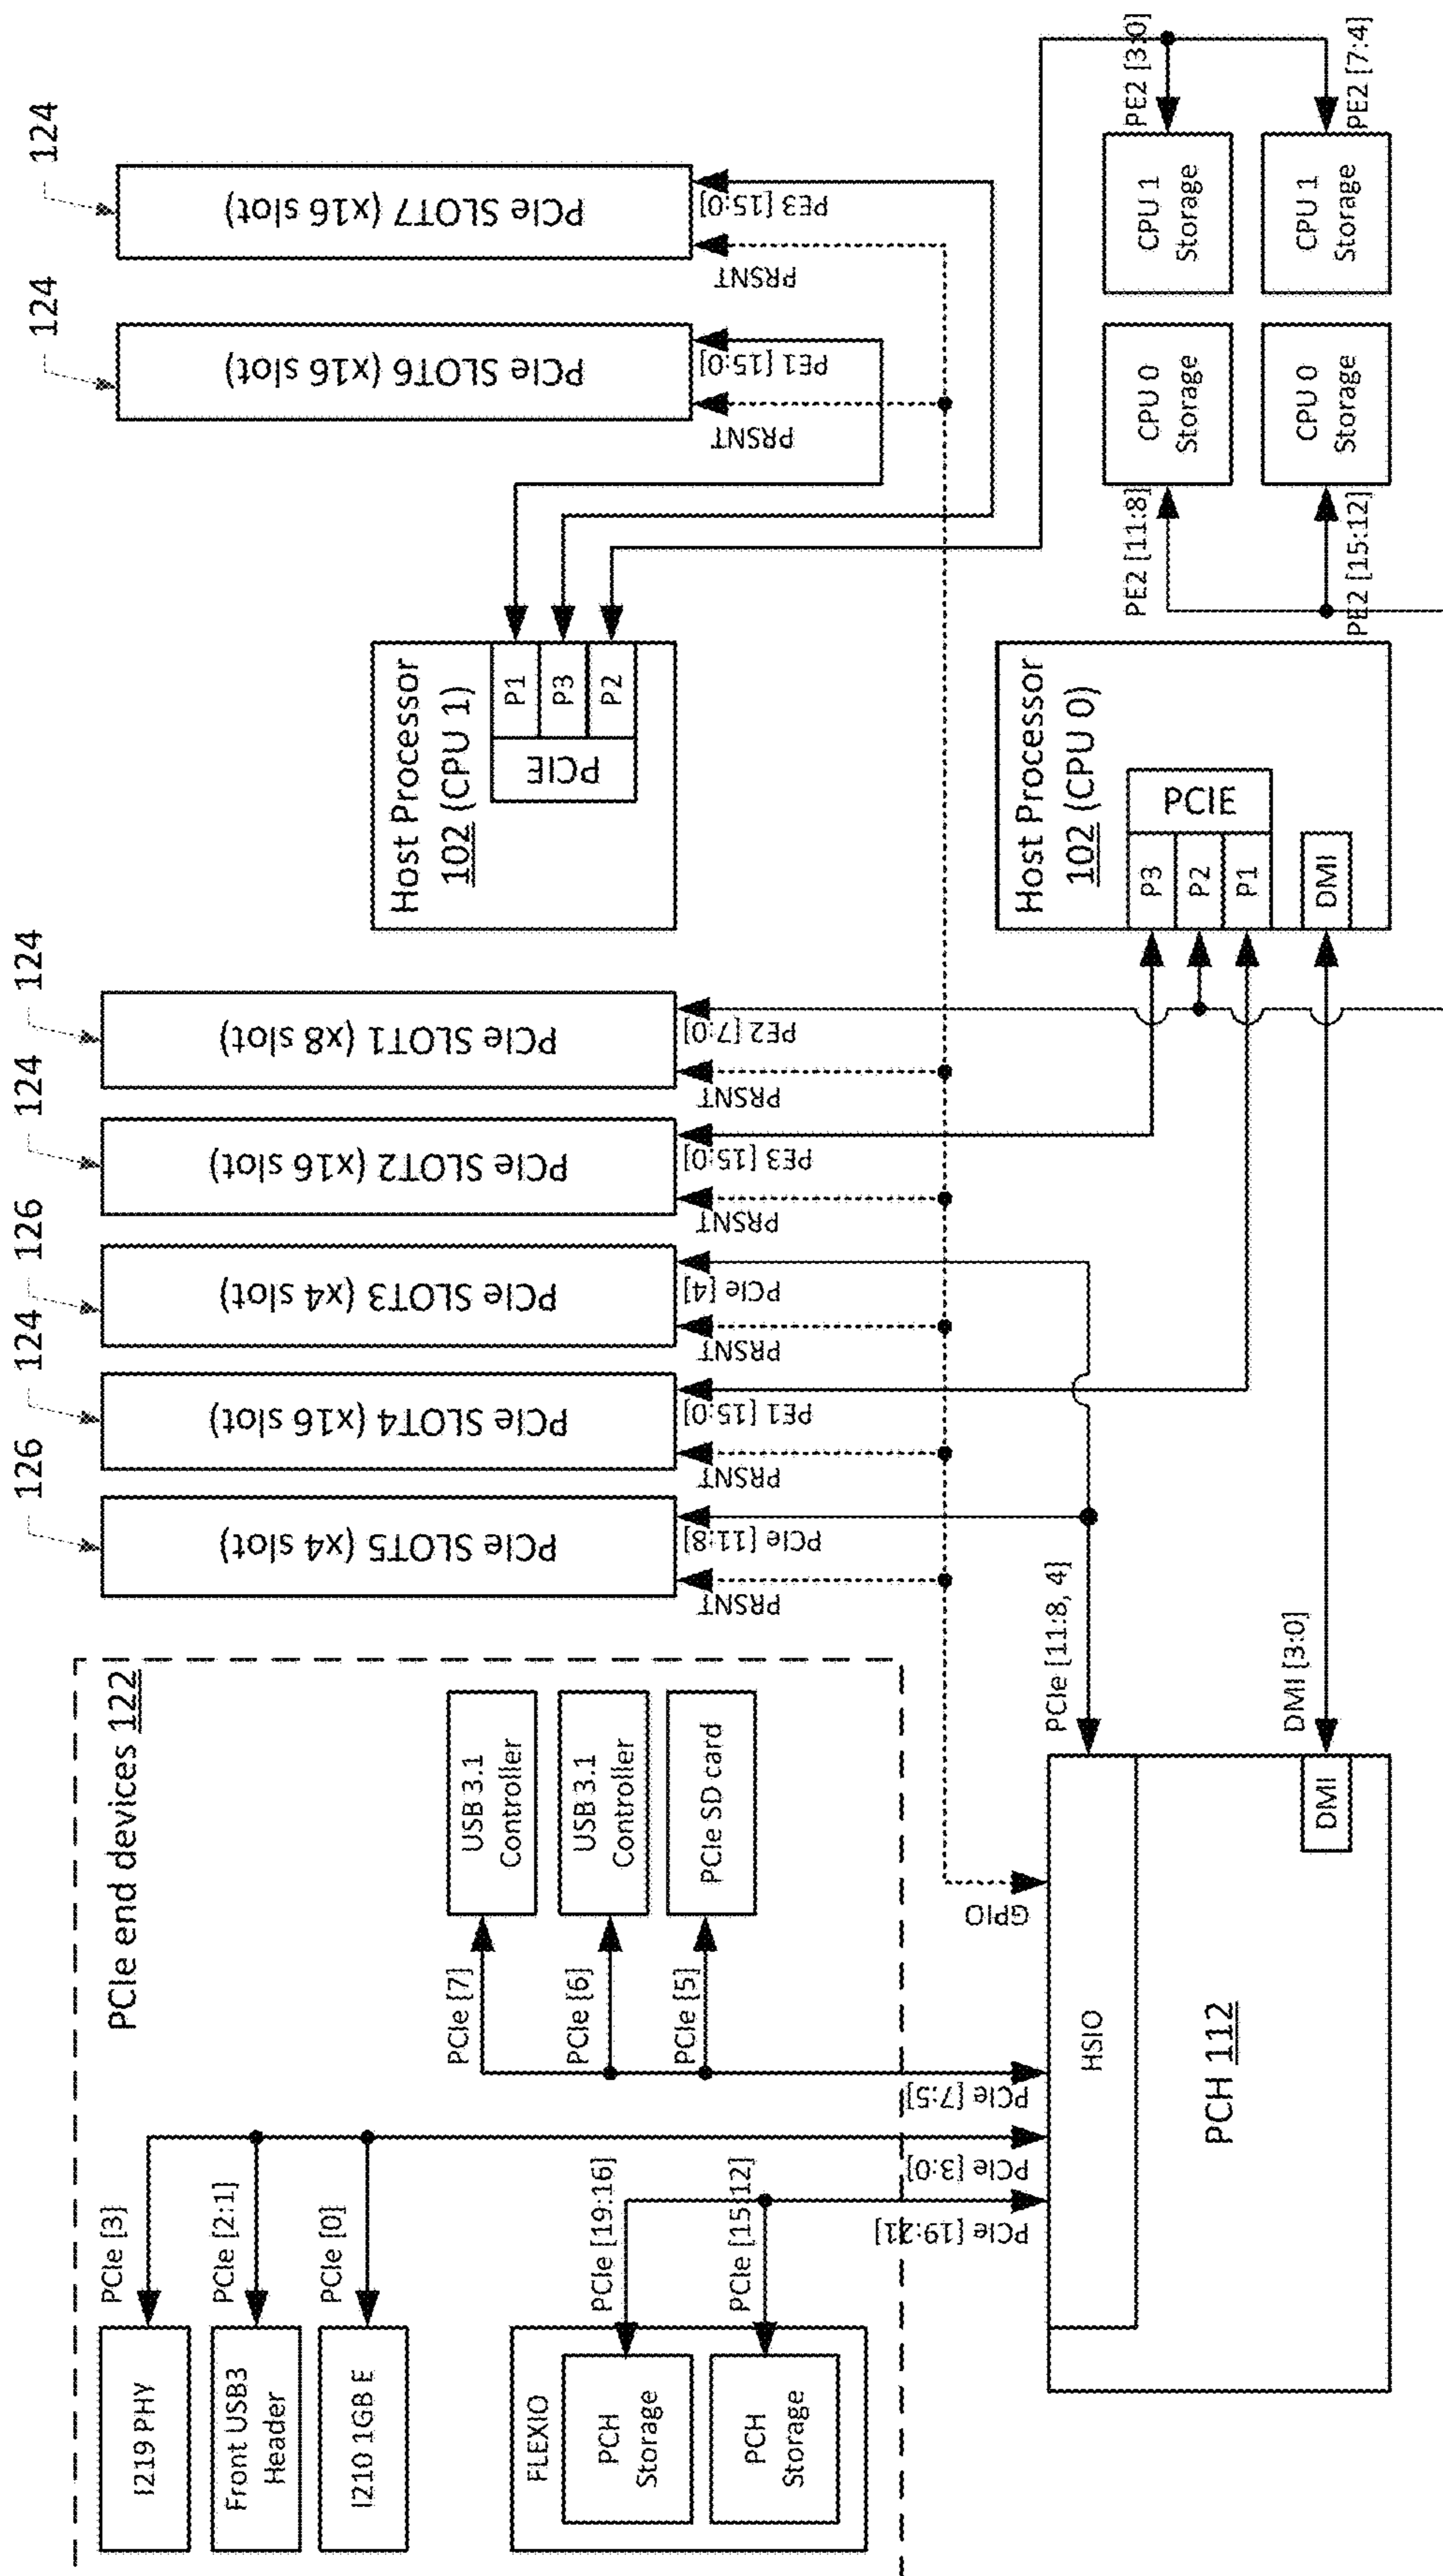 124
124
PCIe SLOT7 (x16 slot)
PE3 [15:0]
PRSNT
PCIe SLOT6 (x16 slot)
PE1 [15:0]
PRSNT
Host Processor
102 (CPU 1)
P1
P3
P2
PCIE
PE2 [3:0]
PE2 [7:4]
CPU 1
Storage
CPU 1
Storage
CPU 0
Storage
CPU 0
Storage
PE2 [11:8]
PE2 [15:12]
Host Processor
102 (CPU 0)
PCIE
P3
P2
P1
DMI
124
124
126
124
126
PCIe SLOT1 (x8 slot)
PE2 [7:0]
PRSNT
PCIe SLOT2 (x16 slot)
PE3 [15:0]
PRSNT
PCIe SLOT3 (x4 slot)
PCIe [4]
PRSNT
PCIe SLOT4 (x16 slot)
PE1 [15:0]
PRSNT
PCIe SLOT5 (x4 slot)
PCIe [11:8]
PRSNT
PCIe [11:8, 4]
DMI [3:0]
PCIe end devices 122
USB 3.1
Controller
USB 3.1
Controller
PCIe SD card
PCIe [7]
PCIe [6]
PCIe [5]
GPIO
PCIe [7:5]
PCIe [3:0]
PCIe [19:21]
HSIO
DMI
PCH 112
PCIe [3]
PCIe [2:1]
PCIe [0]
PCIe [19:16]
PCIe [15:12]
I219 PHY
Front USB3
Header
I210 1GB E
FLEXIO
PCH
Storage
PCH
Storage